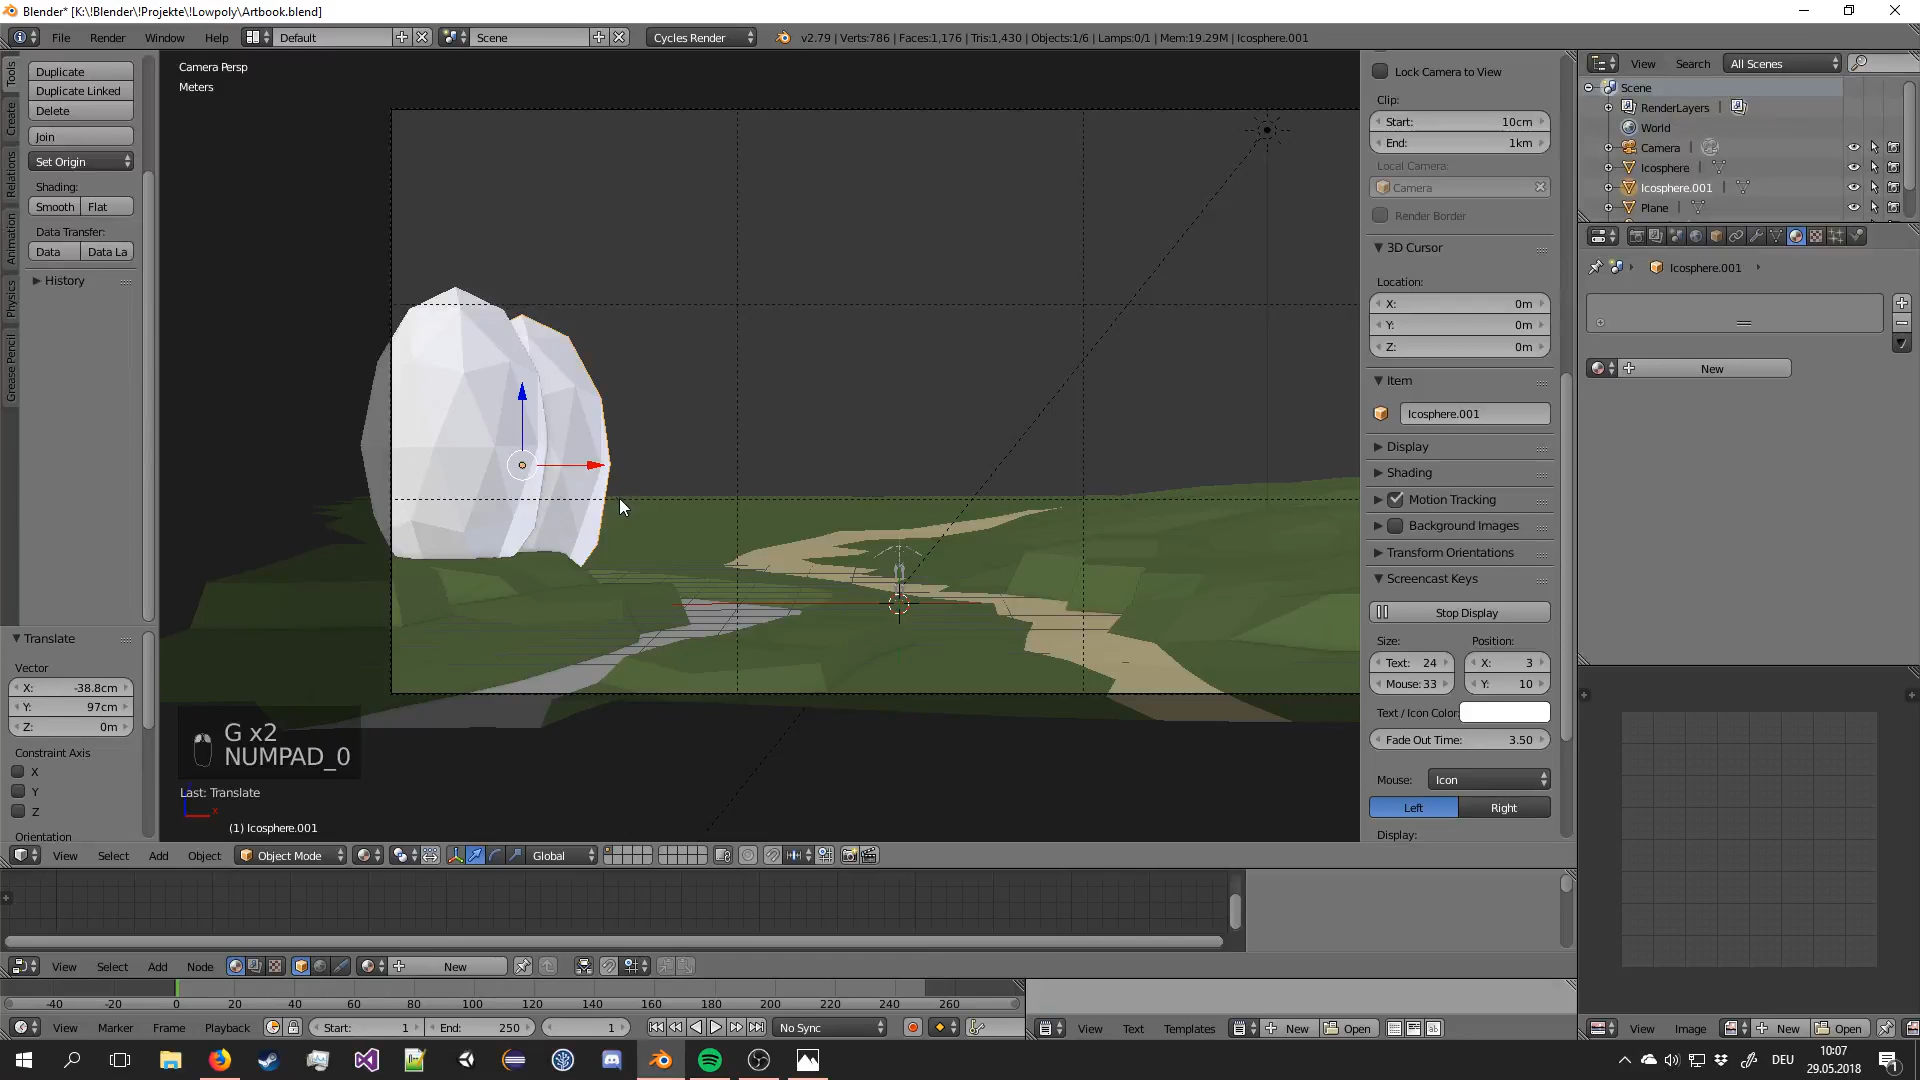 Blender* [K:\!Blender\!Projekte\!Lowpoly\Artbook.blend]
File Render Window Help Default Scene Cycles Render v2.79 | Verts:786 | Faces:1,176 | Tris:1,430 | Objects:1/6 | Lamps:0/1 | Mem:19.29M | Icosphere.001
Tools
Create
Relations
Animation
Physics
Grease Pencil
Duplicate
Duplicate Linked
Delete
Join
Set Origin
Shading:
Smooth Flat
Data Transfer:
Data Data La
History
Translate
Vector
X: -38.8cm
Y: 97cm
Z: 0m
Constraint Axis
X
Y
Z
Orientation
Camera Persp
Meters
G x2
NUMPAD_0
Last: Translate
x
(1) Icosphere.001
View Select Add Object Object Mode Global
Lock Camera to View
Clip:
Start: 10cm
End: 1km
Local Camera:
Camera
Render Border
3D Cursor
Location:
X: 0m
Y: 0m
Z: 0m
Item
Icosphere.001
Display
Shading
Motion Tracking
Background Images
Transform Orientations
Screencast Keys
Stop Display
Size: Position:
Text: 24 X: 3
Mouse: 33 Y: 10
Text / Icon Color:
Fade Out Time: 3.50
Mouse: Icon
Left Right
Display:
View Search All Scenes
Scene
RenderLayers
World
Camera
Icosphere
Icosphere.001
Plane
Icosphere.001
New
View Select Add Node New
-40 -20 0 20 40 60 80 100 120 140 160 180 200 220 240 260
View Marker Frame Playback Start: 1 End: 250 1 No Sync
View Text Templates New Open
View Image New Open
DEU
10:07
29.05.2018
1